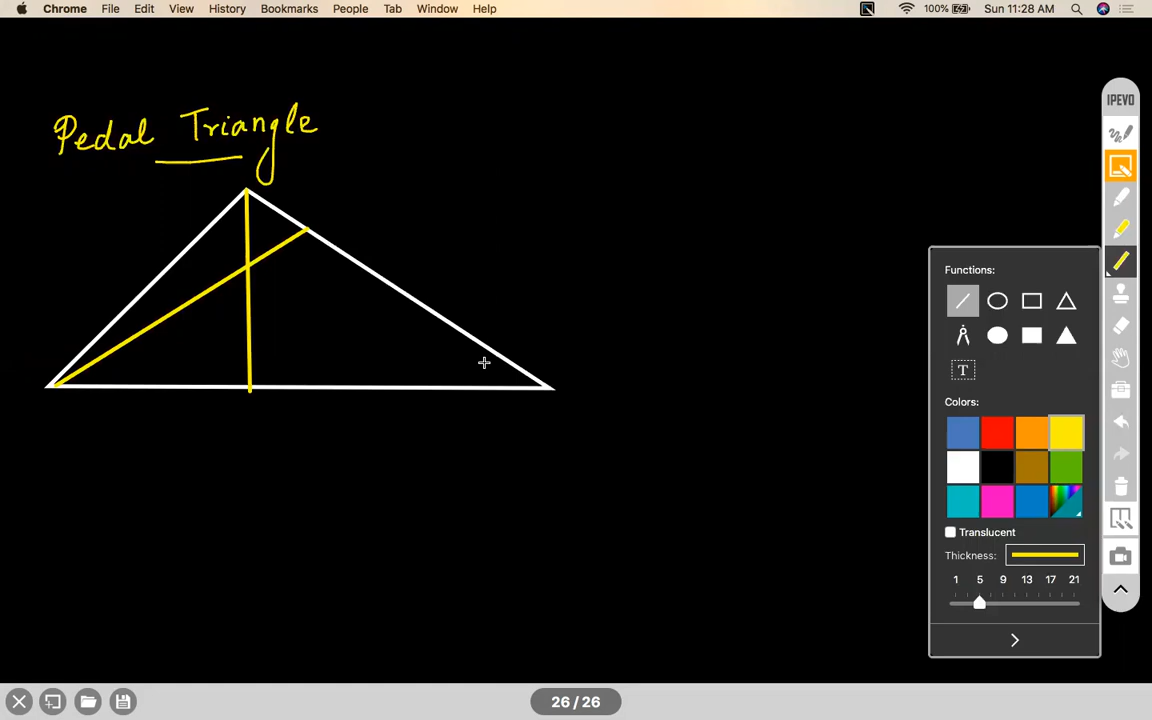 Chrome File Edit View History Bookmarks People Tab Window Help 100% Sun 11:28 AM
Pedal Triangle
IPEVO
Functions:
T
Colors:
Translucent
Thickness:
1 5 9 13 17 21
26 / 26